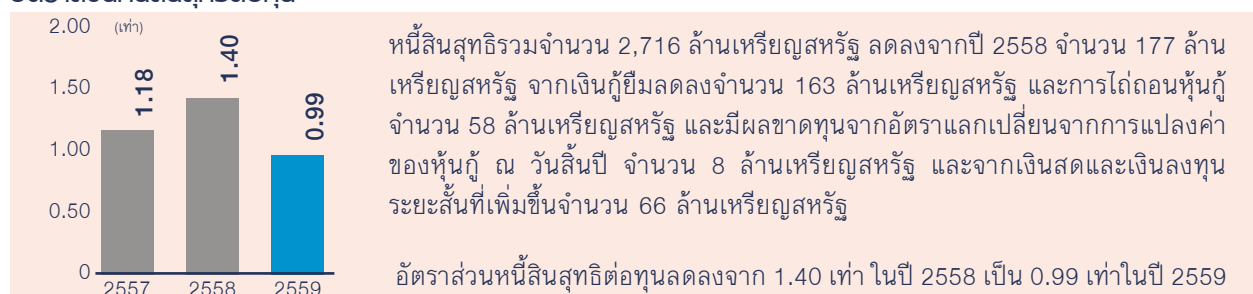 2.00 (เท่า)
1.50
1.00
0.50
0
1.18
1.40
0.99
2557 2558 2559
หนี้สินสุทธิรวมจำนวน 2,716 ล้านเหรียญสหรัฐ ลดลงจากปี 2558 จำนวน 177 ล้าน
เหรียญสหรัฐ จากเงินกู้ยืมลดลงจำนวน 163 ล้านเหรียญสหรัฐ และการไถ่ถอนหุ้นกู้
จำนวน 58 ล้านเหรียญสหรัฐ และมีผลขาดทุนจากอัตราแลกเปลี่ยนจากการแปลงค่า
ของหุ้นกู้ ณ วันสิ้นปี จำนวน 8 ล้านเหรียญสหรัฐ และจากเงินสดและเงินลงทุน
ระยะสั้นที่เพิ่มขึ้นจำนวน 66 ล้านเหรียญสหรัฐ
อัตราส่วนหนี้สินสุทธิต่อทุนลดลงจาก 1.40 เท่า ในปี 2558 เป็น 0.99 เท่าในปี 2559